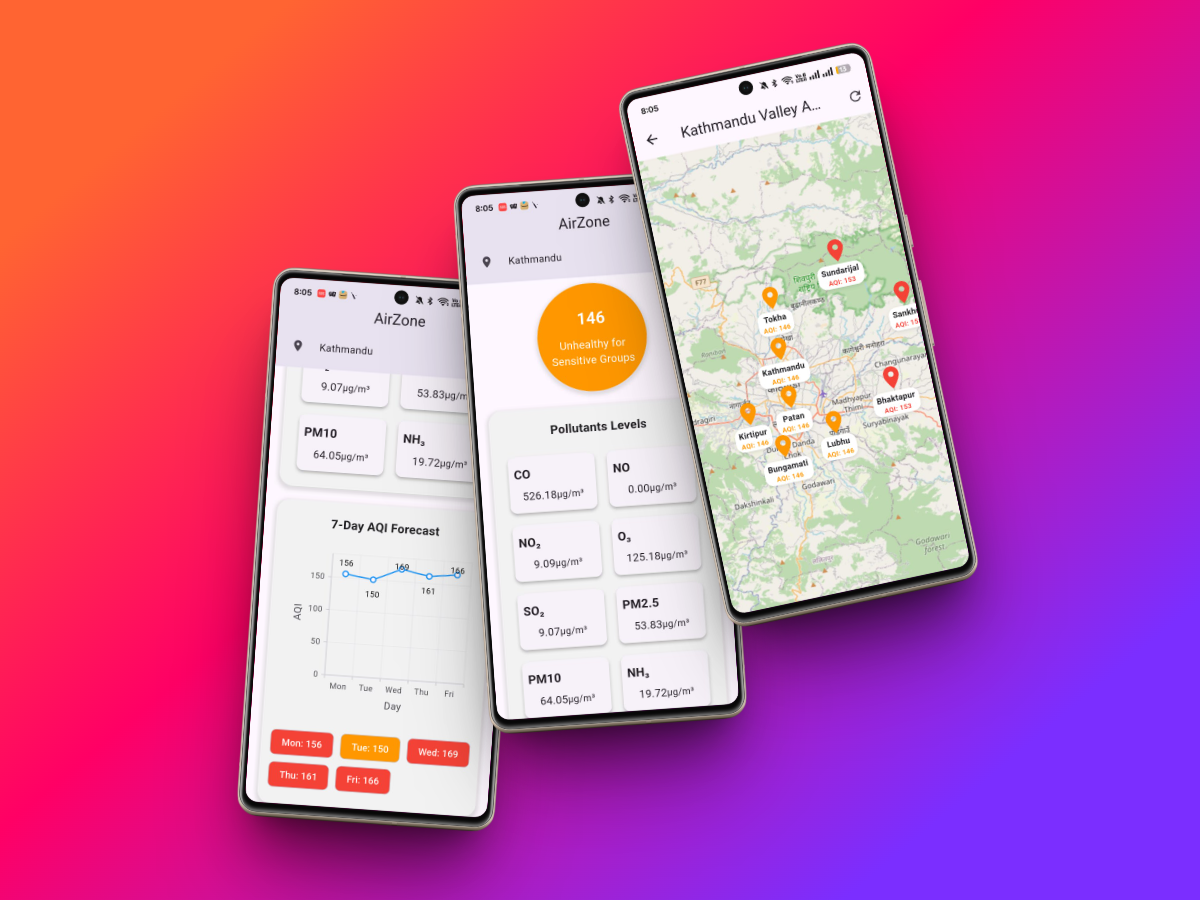 8:05
AirZone
Kathmandu
9.07µg/m³
53.83µg/m
PM10
64.05µg/m³
NH₃
19.72µg/m³
7-Day AQI Forecast
156
150
169
161
166
150
100
50
0
AQI
Mon
Tue
Wed
Thu
Fri
Day
Mon: 156
Tue: 150
Wed: 169
Thu: 161
Fri: 166
8:05
AirZone
Kathmandu
146
Unhealthy for
Sensitive Groups
Pollutants Levels
CO
526.18µg/m³
NO
0.00µg/m³
NO₂
9.09µg/m³
O₃
125.18µg/m³
SO₂
9.07µg/m³
PM2.5
53.83µg/m³
PM10
64.05µg/m³
NH₃
19.72µg/m³
8:05
13
Kathmandu Valley A...
F77
Sundarijal
AQI: 153
Sankh
AQI: 15
Tokha
AQI: 146
Kathmandu
AQI: 146
Changunarayan
Bhaktapur
AQI: 153
Madhyapur
Thimi
Suryabinayak
Patan
AQI: 146
Kirtipur
AQI: 146
Lubhu
AQI: 146
Danda
Chok
Bungamati
AQI: 146
Godawari
Dakshinkali
Godawari
forest